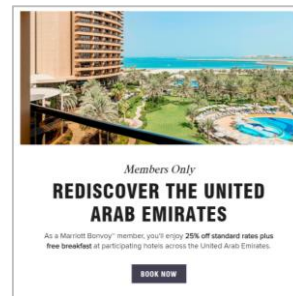 Members Only
REDISCOVER THE UNITED
ARAB EMIRATES
As a Marriott Bonvoy™ member, you'll enjoy 25% off standard rates plus
free breakfast at participating hotels across the United Arab Emirates.
BOOK NOW